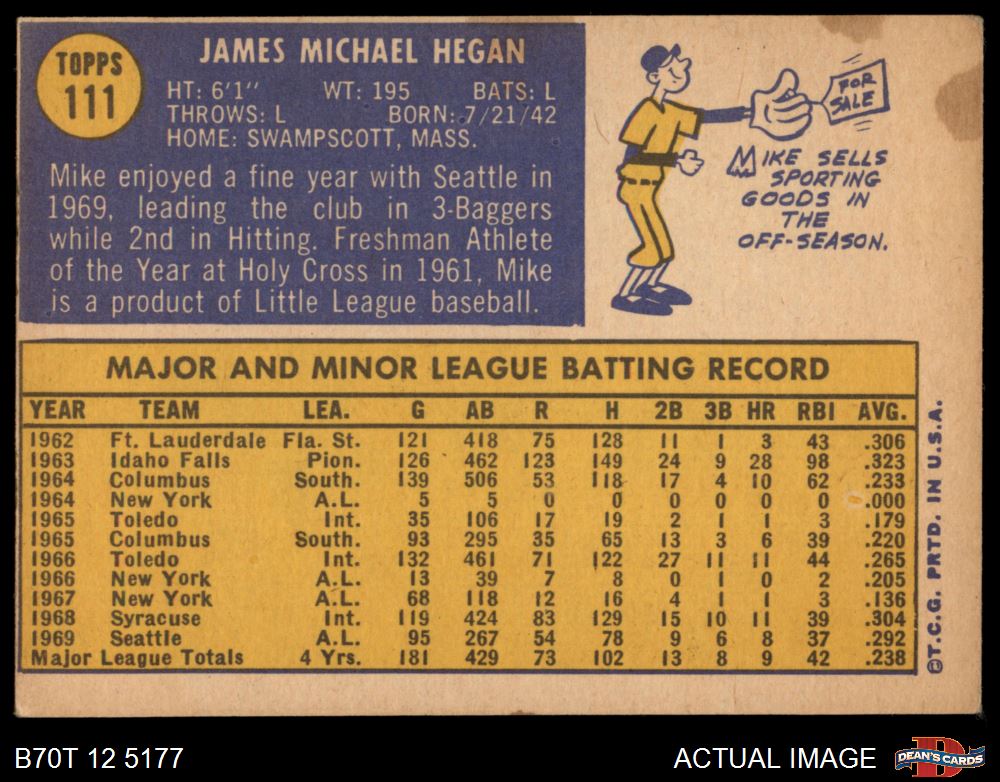 TOPPS
111
JAMES MICHAEL HEGAN
HT: 6'1" WT: 195 BATS: L
THROWS: L BORN: 7/21/42
HOME: SWAMPSCOTT, MASS.
Mike enjoyed a fine year with Seattle in
1969, leading the club in 3-Baggers
while 2nd in Hitting. Freshman Athlete
of the Year at Holy Cross in 1961, Mike
is a product of Little League baseball.
FOR
SALE
MIKE SELLS
SPORTING
GOODS IN
THE
OFF-SEASON.
MAJOR AND MINOR LEAGUE BATTING RECORD
YEAR TEAM LEA. G AB R H 2B 3B HR RBI AVG.
1962 Ft. Lauderdale Fla. St. 121 418 75 128 11 1 3 43 .306
1963 Idaho Falls Pion. 126 462 123 149 24 9 28 98 .323
1964 Columbus South. 139 506 53 118 17 4 10 62 .233
1964 New York A.L. 5 5 0 0 0 0 0 0 .000
1965 Toledo Int. 35 106 17 19 2 1 1 3 .179
1965 Columbus South. 93 295 35 65 13 3 6 39 .220
1966 Toledo Int. 132 461 71 122 27 11 11 44 .265
1966 New York A.L. 13 39 7 8 0 1 0 2 .205
1967 New York A.L. 68 118 12 16 4 1 1 3 .136
1968 Syracuse Int. 119 424 83 129 15 10 11 39 .304
1969 Seattle A.L. 95 267 54 78 9 6 8 37 .292
Major League Totals 4 Yrs. 181 429 73 102 13 8 9 42 .238
©T.C.G. PRTD. IN U.S.A.
B70T 12 5177
ACTUAL IMAGE
D
DEAN'S CARDS